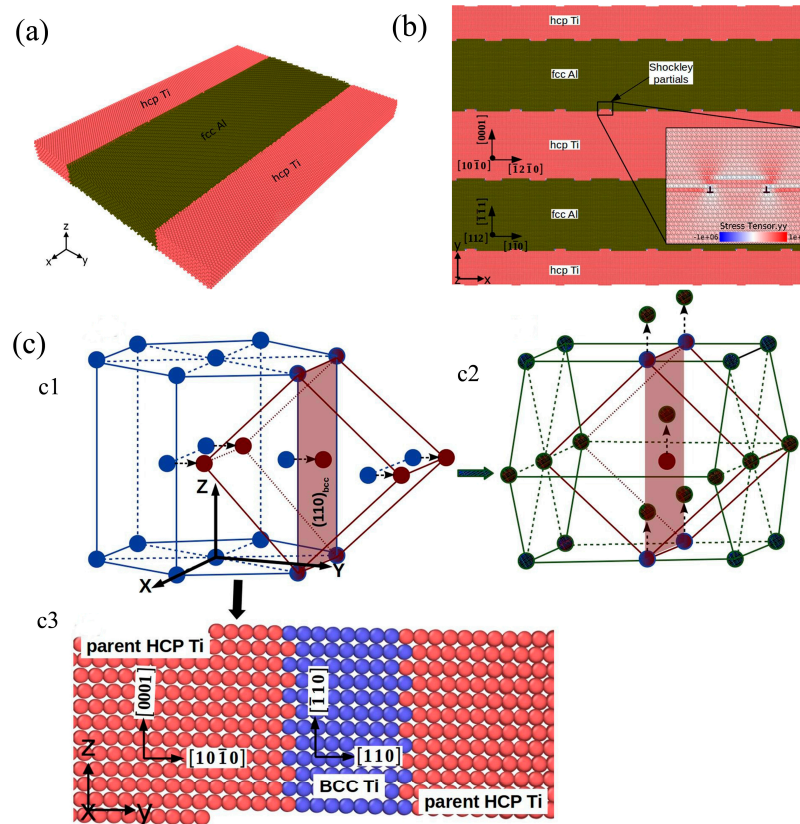 (a)
hcp Ti
fcc Al
hcp Ti
z
x
y
(b)
hcp Ti
fcc Al
Shockley
partials
[0001]
hcp Ti
[101̄0]
[1̄21̄0]
fcc Al
[1̄1̄1]
[112]
[11̄0]
Stress Tensor.yy
-1e+06
1e+
y
z
x
hcp Ti
(c)
c1
Z
(110)bcc
X
Y
c2
c3
parent HCP Ti
[0001]
[101̄0]
[1̄10]
[110]
BCC Ti
parent HCP Ti
Z
X
y